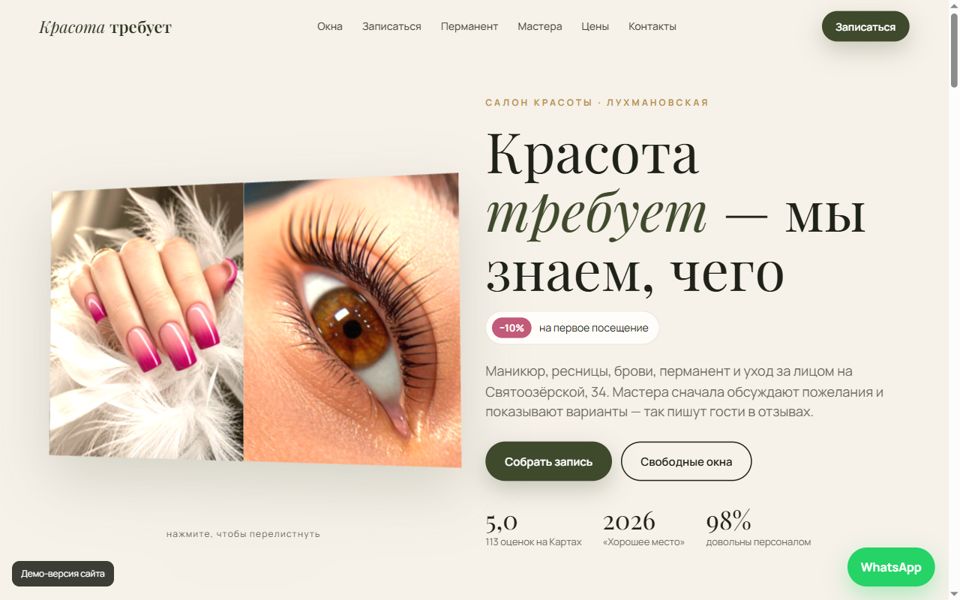 Красота требует
Окна
Записаться
Перманент
Мастера
Цены
Контакты
Записаться
САЛОН КРАСОТЫ · ЛУХМАНОВСКАЯ
Красота
требует — мы
знаем, чего
−10% на первое посещение
Маникюр, ресницы, брови, перманент и уход за лицом на
Святоозёрской, 34. Мастера сначала обсуждают пожелания и
показывают варианты — так пишут гости в отзывах.
Собрать запись
Свободные окна
5,0
113 оценок на Картах
2026
«Хорошее место»
98%
довольны персоналом
нажмите, чтобы перелистнуть
Демо-версия сайта
WhatsApp